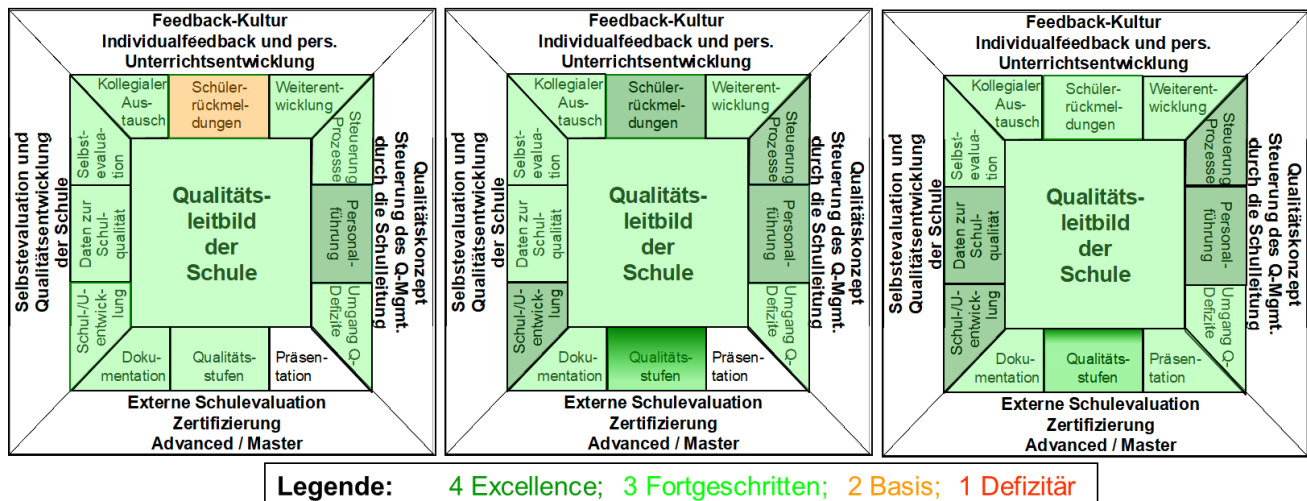 Feedback-Kultur
Individualfeedback und pers.
Unterrichtsentwicklung
Kollegialer
Aus-
tausch
Schüler-
rückmel-
dungen
Weiterent-
wicklung
Selbstevaluation und
Qualitätsentwicklung
der Schule
Selbst-
evalua-
tion
Daten zur
Schul-
qualität
Schul-/U-
entwick-
lung
Qualitäts-
leitbild
der
Schule
Steuerung
Prozesse
Personal-
führung
Umgang Q-
Defizite
Qualitätskonzept
Steuerung des Q-Mgmt.
durch die Schulleitung
Doku-
mentation
Qualitäts-
stufen
Präsen-
tation
Externe Schulevaluation
Zertifizierung
Advanced / Master
Feedback-Kultur
Individualfeedback und pers.
Unterrichtsentwicklung
Kollegialer
Aus-
tausch
Schüler-
rückmel-
dungen
Weiterent-
wicklung
Selbstevaluation und
Qualitätsentwicklung
der Schule
Selbst-
evalua-
tion
Daten zur
Schul-
qualität
Schul-/U-
entwick-
lung
Qualitäts-
leitbild
der
Schule
Steuerung
Prozesse
Personal-
führung
Umgang Q-
Defizite
Qualitätskonzept
Steuerung des Q-Mgmt.
durch die Schulleitung
Doku-
mentation
Qualitäts-
stufen
Präsen-
tation
Externe Schulevaluation
Zertifizierung
Advanced / Master
Feedback-Kultur
Individualfeedback und pers.
Unterrichtsentwicklung
Kollegialer
Aus-
tausch
Schüler-
rückmel-
dungen
Weiterent-
wicklung
Selbstevaluation und
Qualitätsentwicklung
der Schule
Selbst-
evalua-
tion
Daten zur
Schul-
qualität
Schul-/U-
entwick-
lung
Qualitäts-
leitbild
der
Schule
Steuerung
Prozesse
Personal-
führung
Umgang Q-
Defizite
Qualitätskonzept
Steuerung des Q-Mgmt.
durch die Schulleitung
Doku-
mentation
Qualitäts-
stufen
Präsen-
tation
Externe Schulevaluation
Zertifizierung
Advanced / Master
Legende: 4 Excellence; 3 Fortgeschritten; 2 Basis; 1 Defizitär